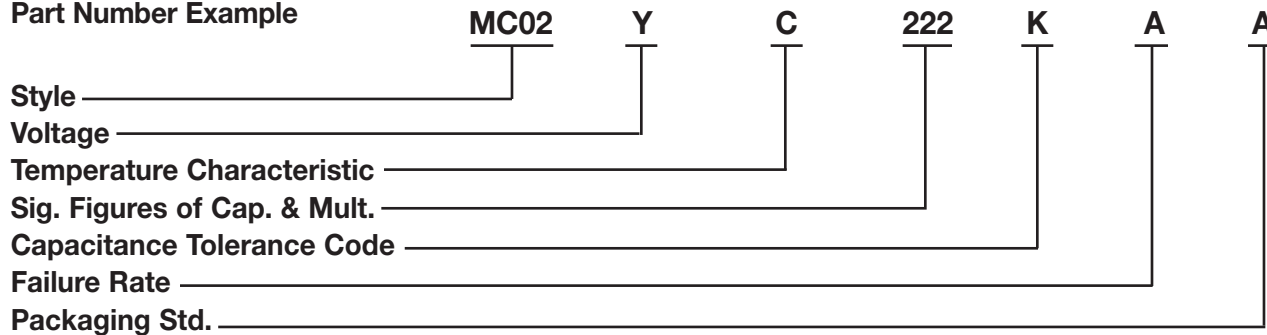 Part Number Example
MC02 Y C 222 K A A
Style
Voltage
Temperature Characteristic
Sig. Figures of Cap. & Mult.
Capacitance Tolerance Code
Failure Rate
Packaging Std.